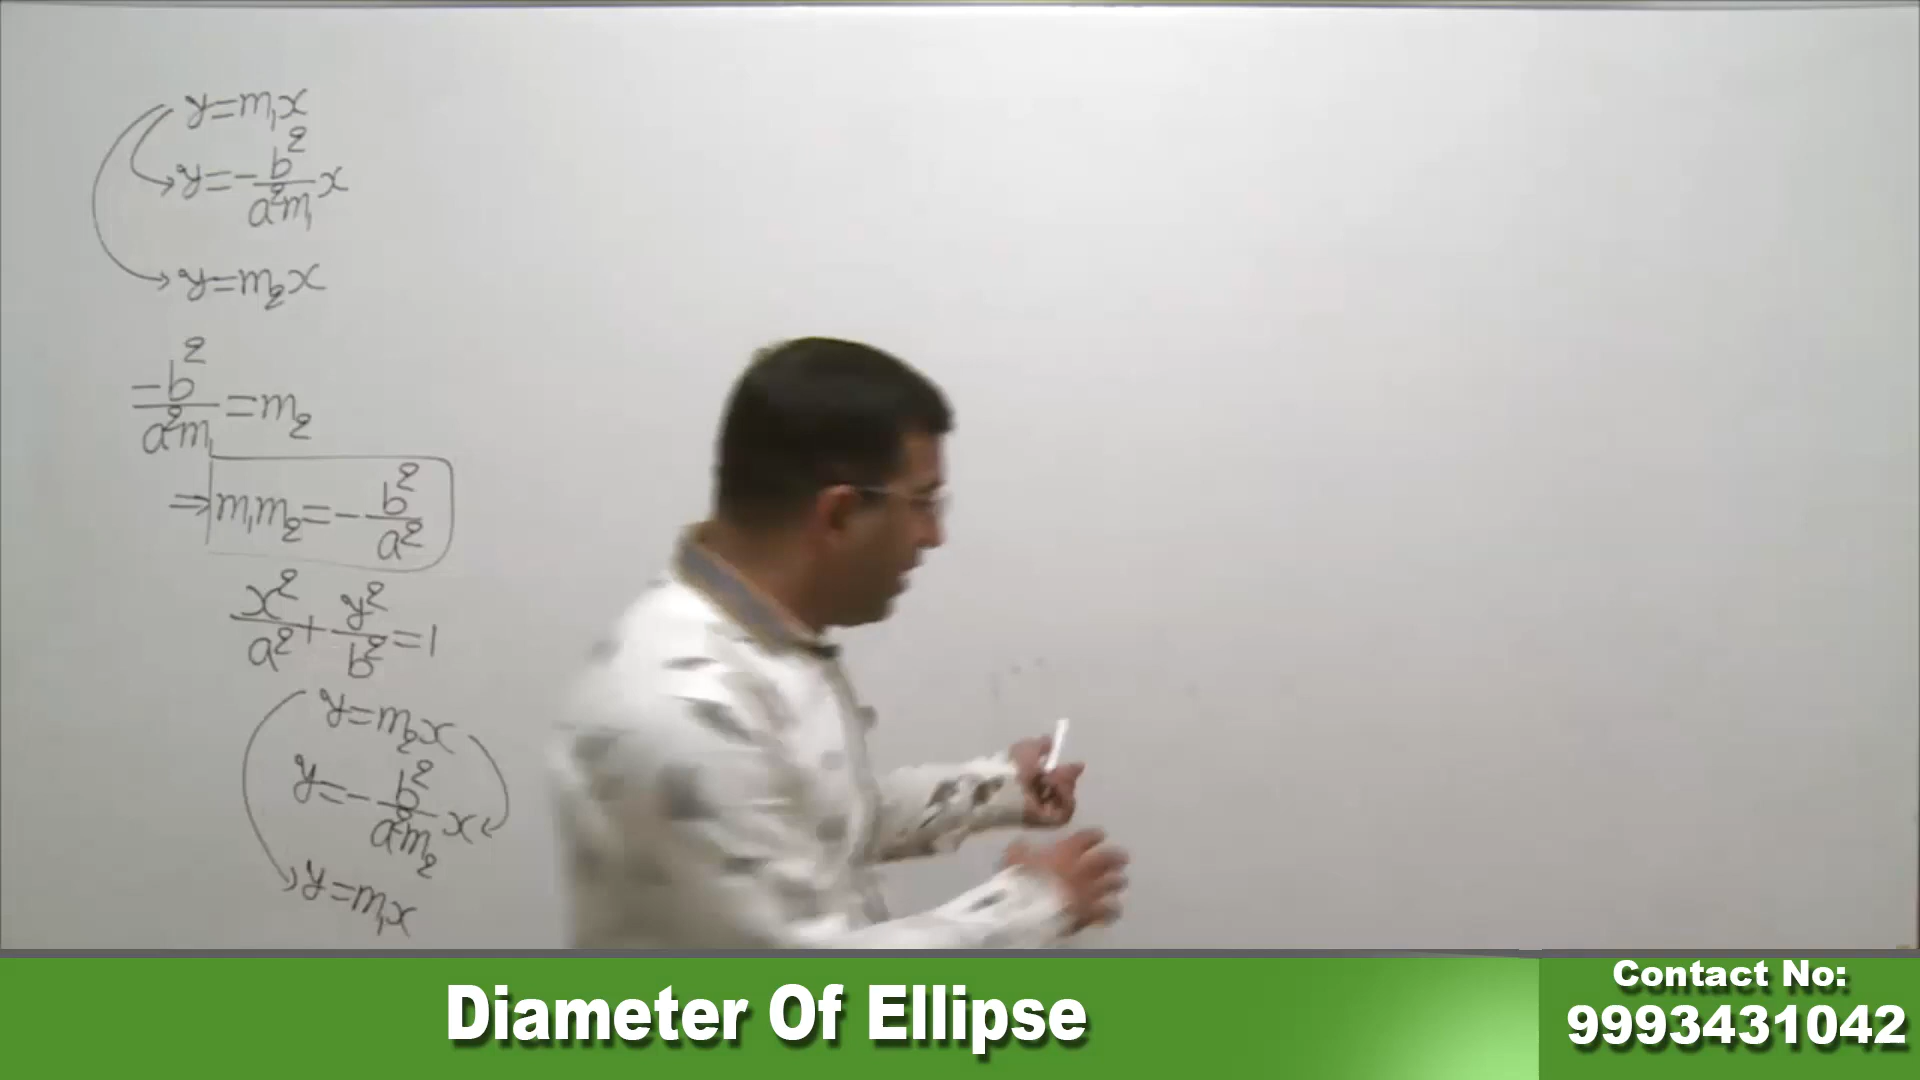 y=m₁x
y=-b²/a²m₁ x
y=m₂x
-b²/a²m₁ =m₂
⇒ m₁m₂=-b²/a²
x²/a² + y²/b² =1
y=m₂x
y=-b²/a²m₂ x
y=m₁x
Diameter Of Ellipse
Contact No:
9993431042